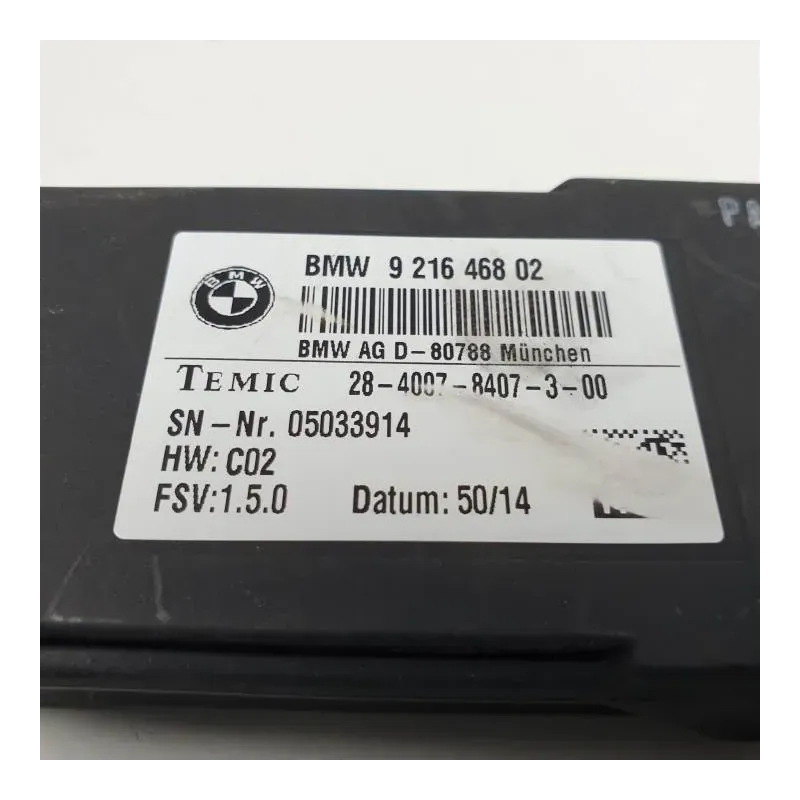 BMW
BMW 9 216 468 02
BMW AG D-80788 München
TEMIC 28-4007-8407-3-00
SN-Nr. 05033914
HW: C02
FSV:1.5.0 Datum: 50/14